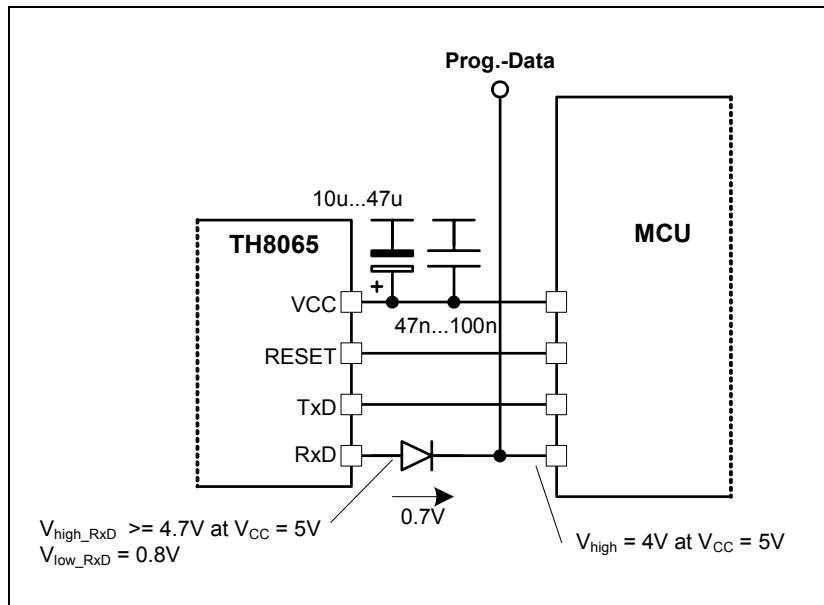 Prog.-Data
10u...47u
TH8065
MCU
+
VCC
47n...100n
RESET
TxD
RxD
0.7V
V_high_RxD >= 4.7V at V_CC = 5V
V_low_RxD = 0.8V
V_high = 4V at V_CC = 5V